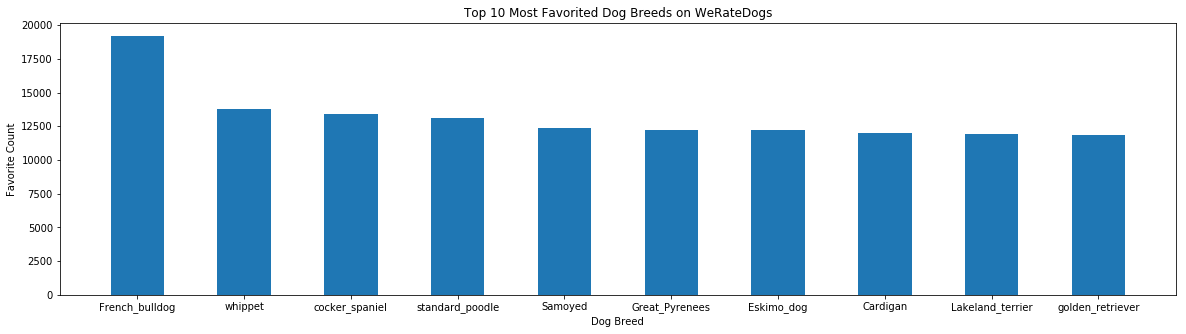 Top 10 Most Favorited Dog Breeds on WeRateDogs
20000
17500
15000
12500
10000
7500
5000
2500
0
Favorite Count
French_bulldog whippet cocker_spaniel standard_poodle Samoyed Great_Pyrenees Eskimo_dog Cardigan Lakeland_terrier golden_retriever
Dog Breed